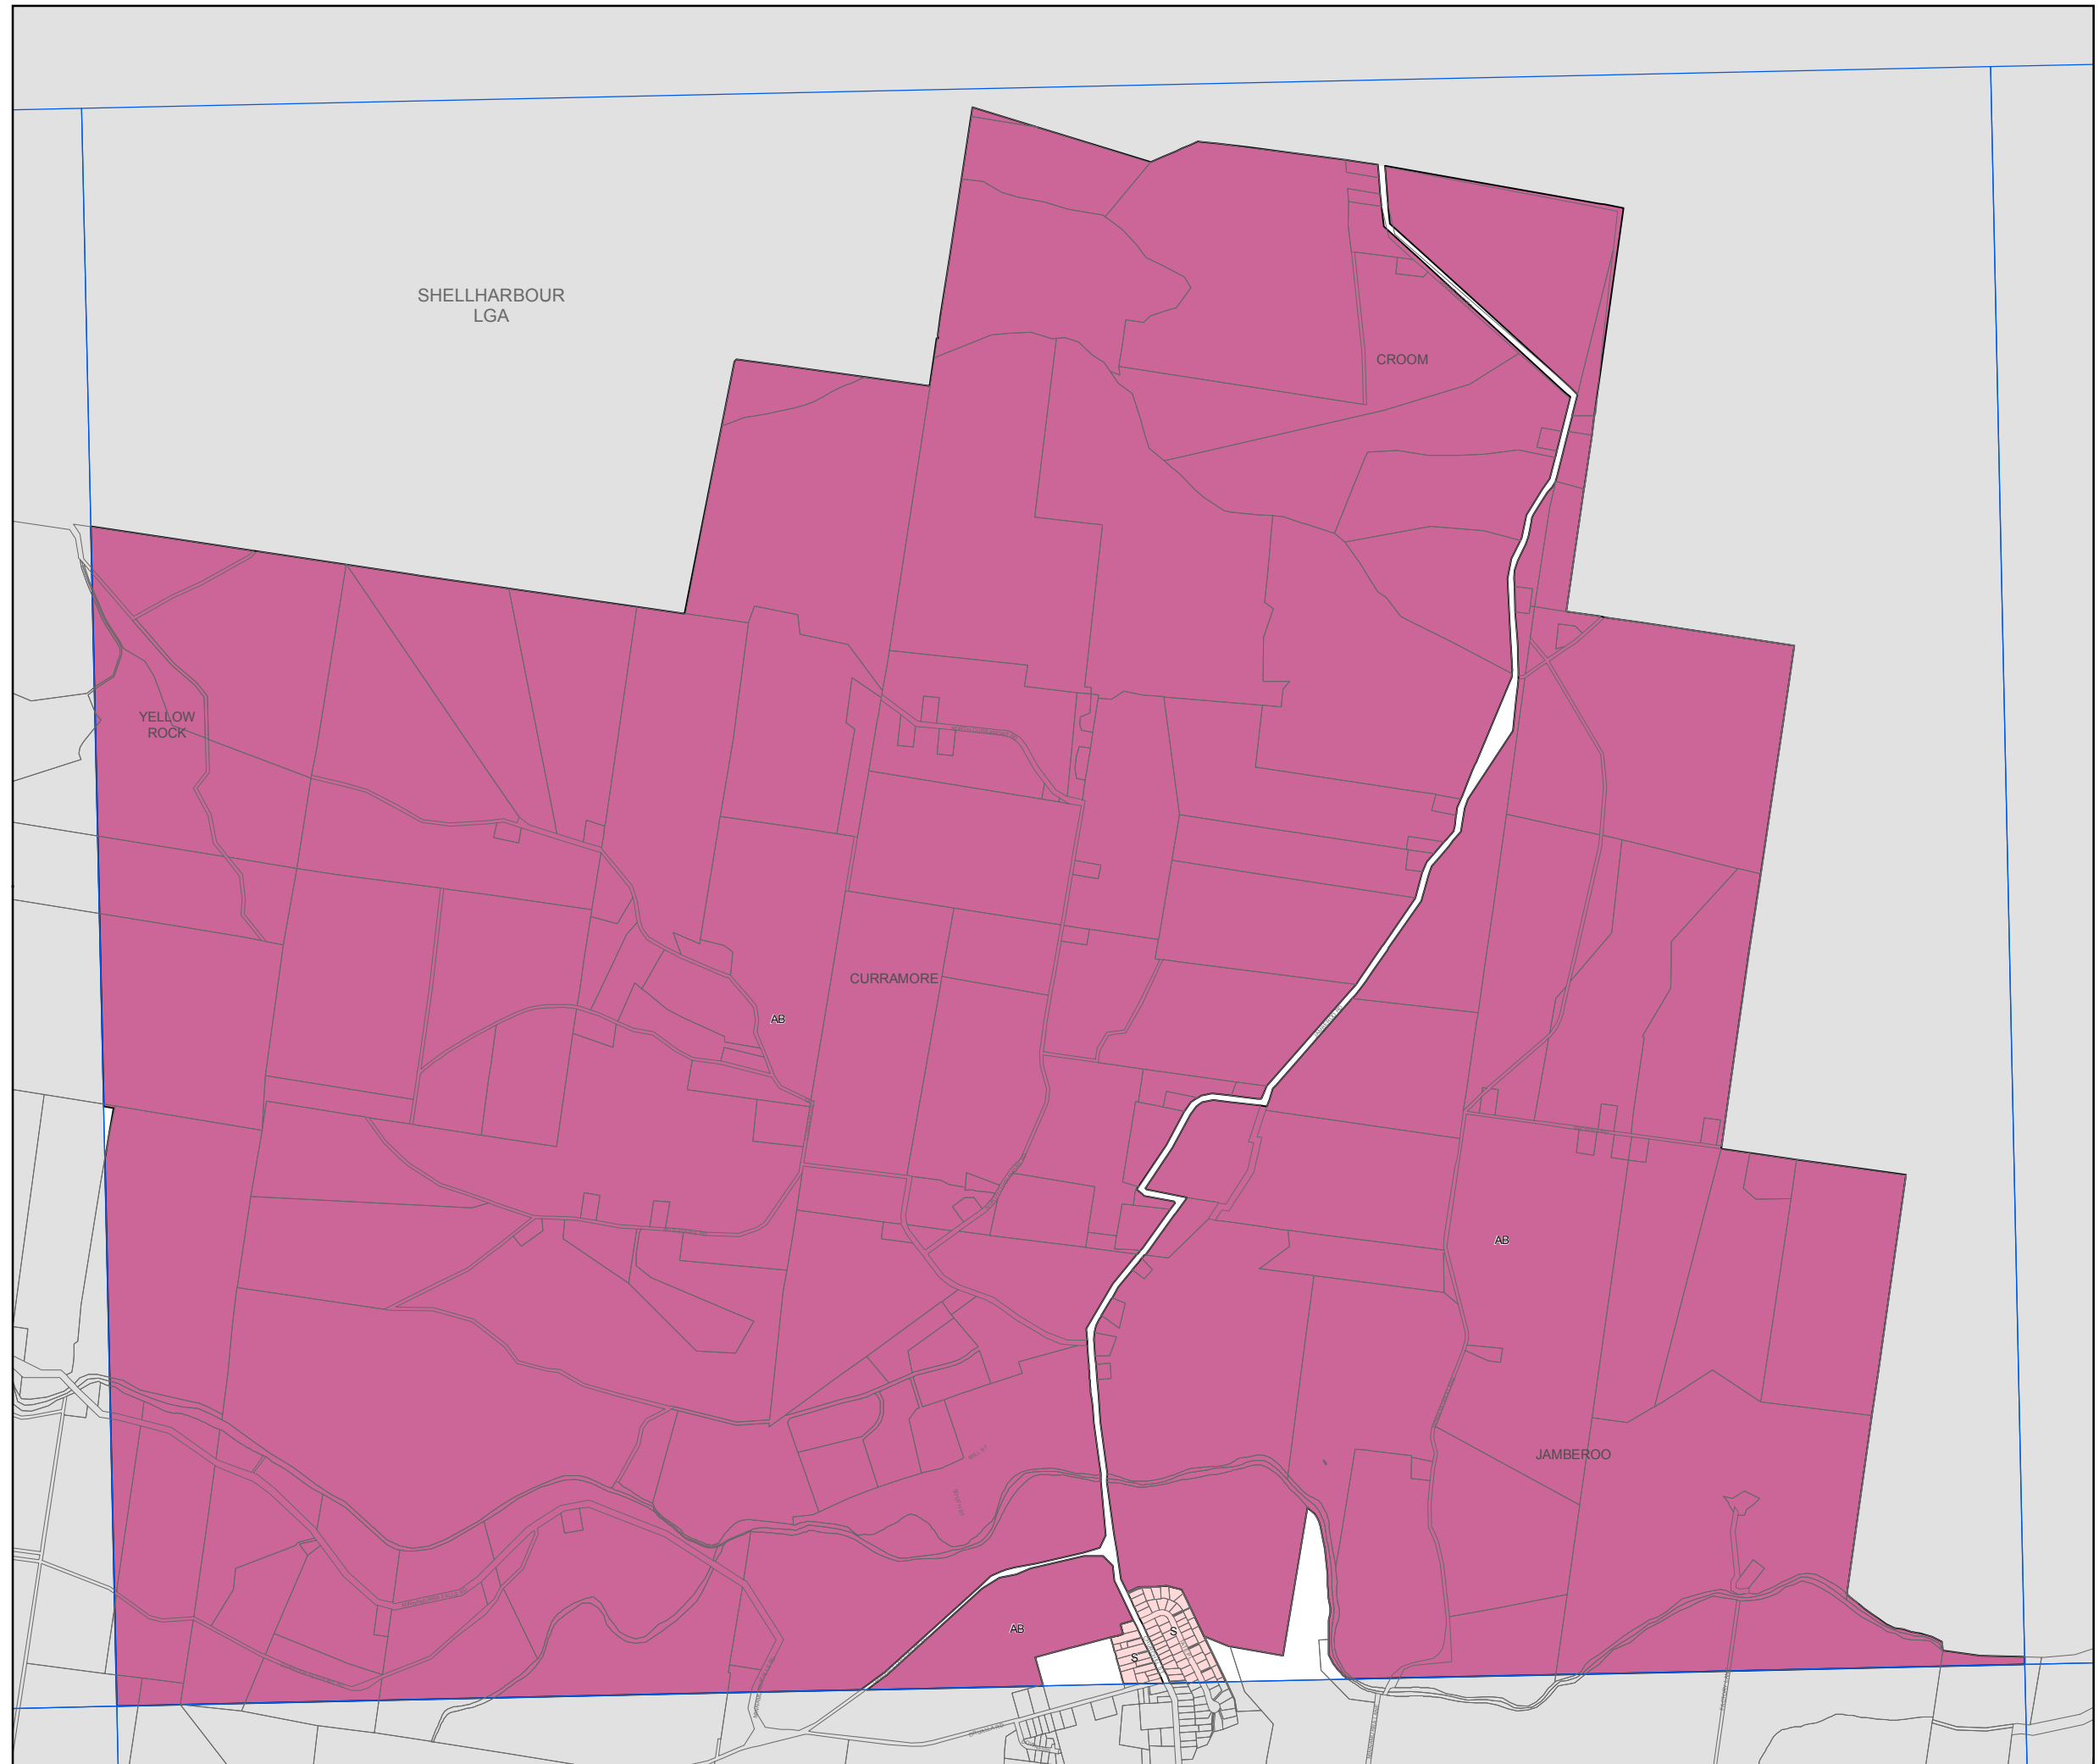 SHELLHARBOUR
LGA
CROOM
YELLOW
ROCK
CURRAMORE
AB
AB
JAMBEROO
AB
S
S